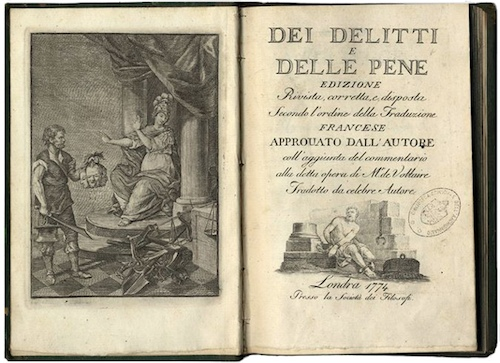 DEI DELITTI
E
DELLE PENE
EDIZIONE
Rivista, corretta, e disposta
Secondo l'ordine della Traduzione
FRANCESE
APPROUATO DALL'AUTORE
coll'aggiunta del commentario
alla detta opera di M.r de Voltaire
Tradotto da celebre Autore
Londra 1774
Presso la Società dei Filosofi.